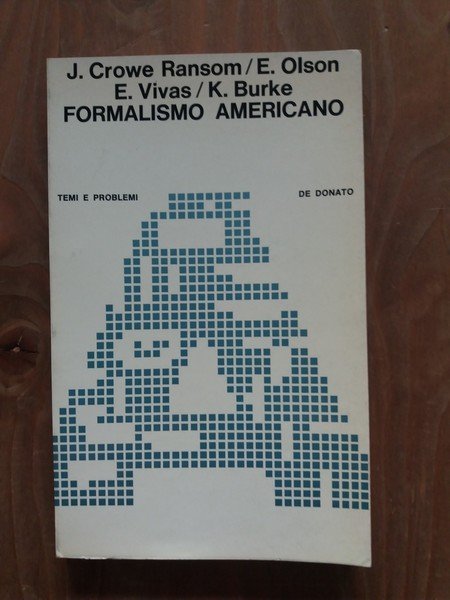 J. Crowe Ransom/E. Olson
E. Vivas/K. Burke
FORMALISMO AMERICANO
TEMI E PROBLEMI
DE DONATO